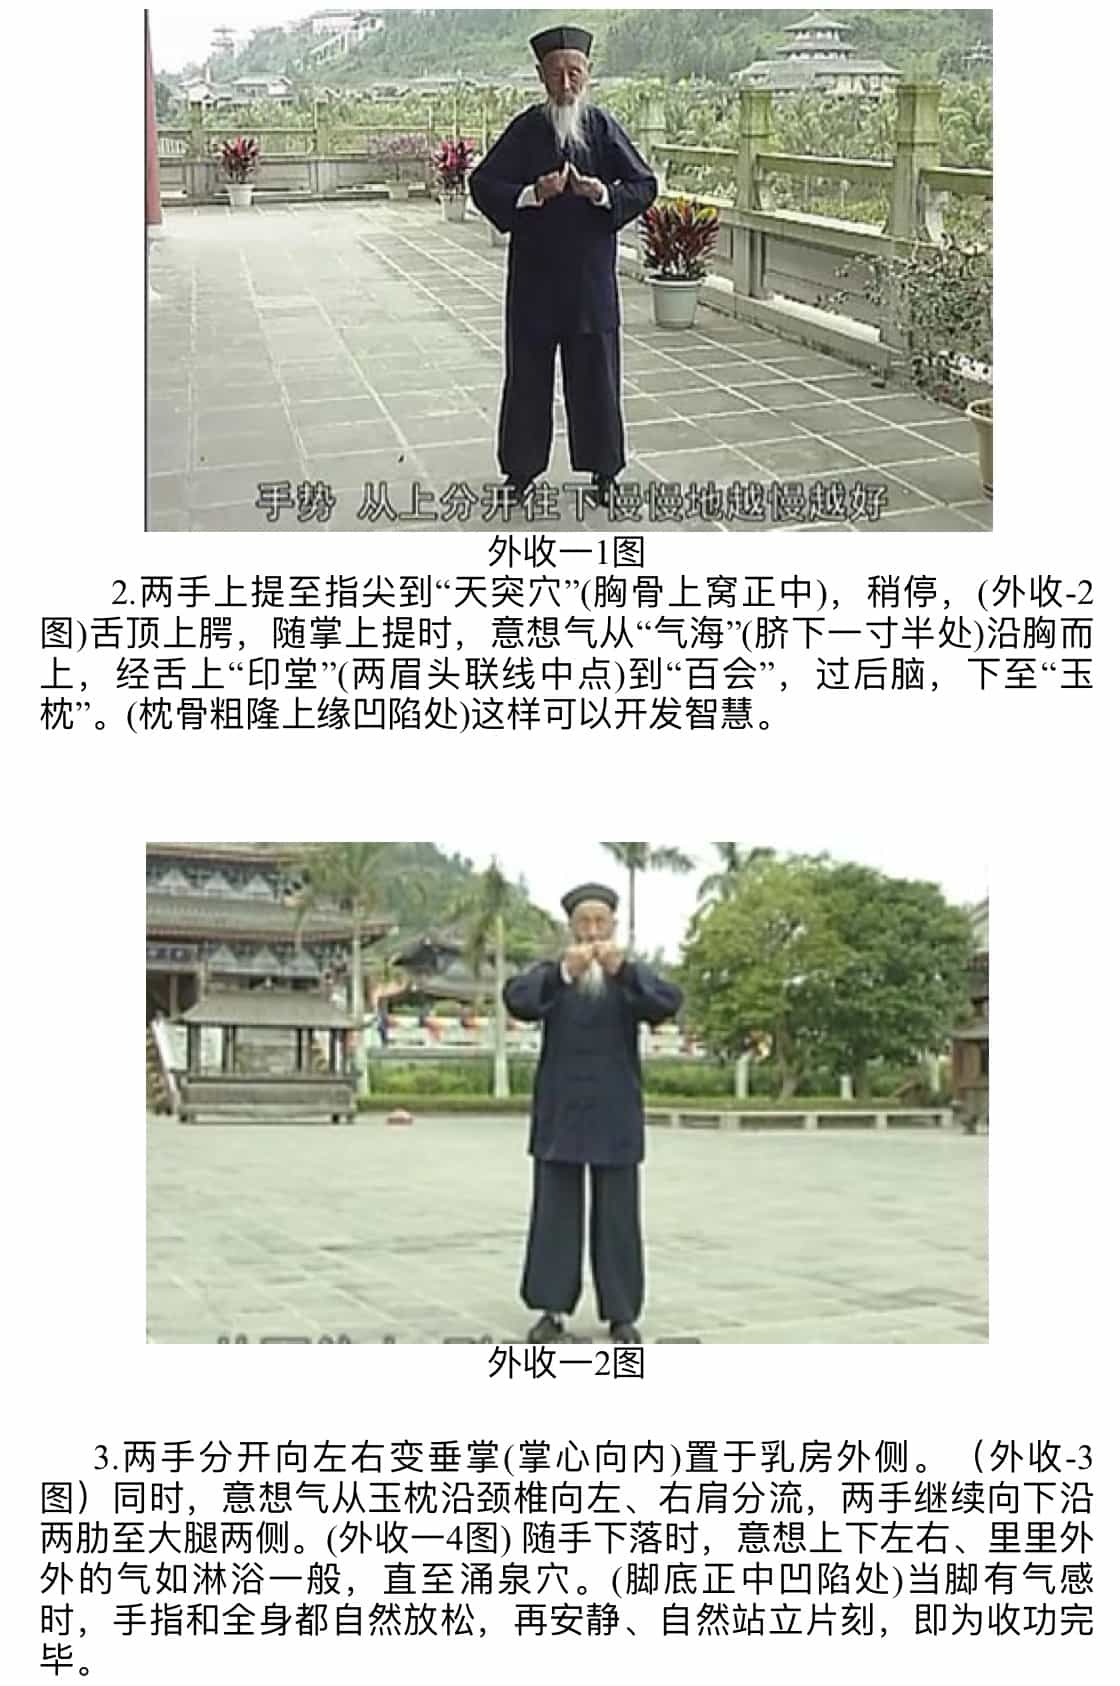 手势 从上分开往下慢慢地越慢越好
外收一1图
2.两手上提至指尖到“天突穴”(胸骨上窝正中)，稍停，(外收-2
图)舌顶上腭，随掌上提时，意想气从“气海”(脐下一寸半处)沿胸而
上，经舌上“印堂”(两眉头联线中点)到“百会”，过后脑，下至“玉
枕”。(枕骨粗隆上缘凹陷处)这样可以开发智慧。
外收一2图
3.两手分开向左右变垂掌(掌心向内)置于乳房外侧。（外收-3
图）同时，意想气从玉枕沿颈椎向左、右肩分流，两手继续向下沿
两肋至大腿两侧。(外收一4图) 随手下落时，意想上下左右、里里外
外的气如淋浴一般，直至涌泉穴。(脚底正中凹陷处)当脚有气感
时，手指和全身都自然放松，再安静、自然站立片刻，即为收功完
毕。